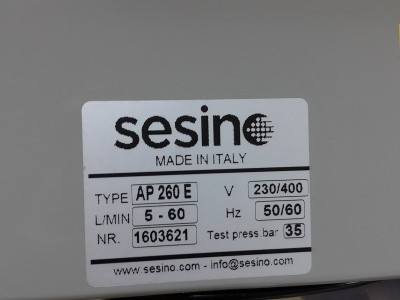 sesino
MADE IN ITALY
TYPE AP 260 E V 230/400
L/MIN 5 - 60 Hz 50/60
NR. 1603621 Test press.bar 35
www.sesino.com - info@sesino.com